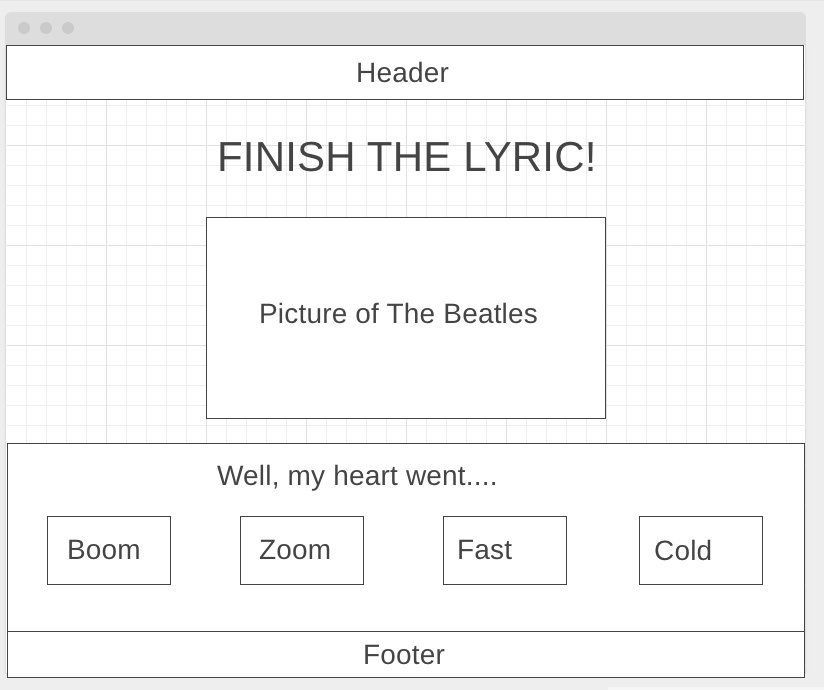 Header
FINISH THE LYRIC!
Picture of The Beatles
Well, my heart went....
Boom
Zoom
Fast
Cold
Footer